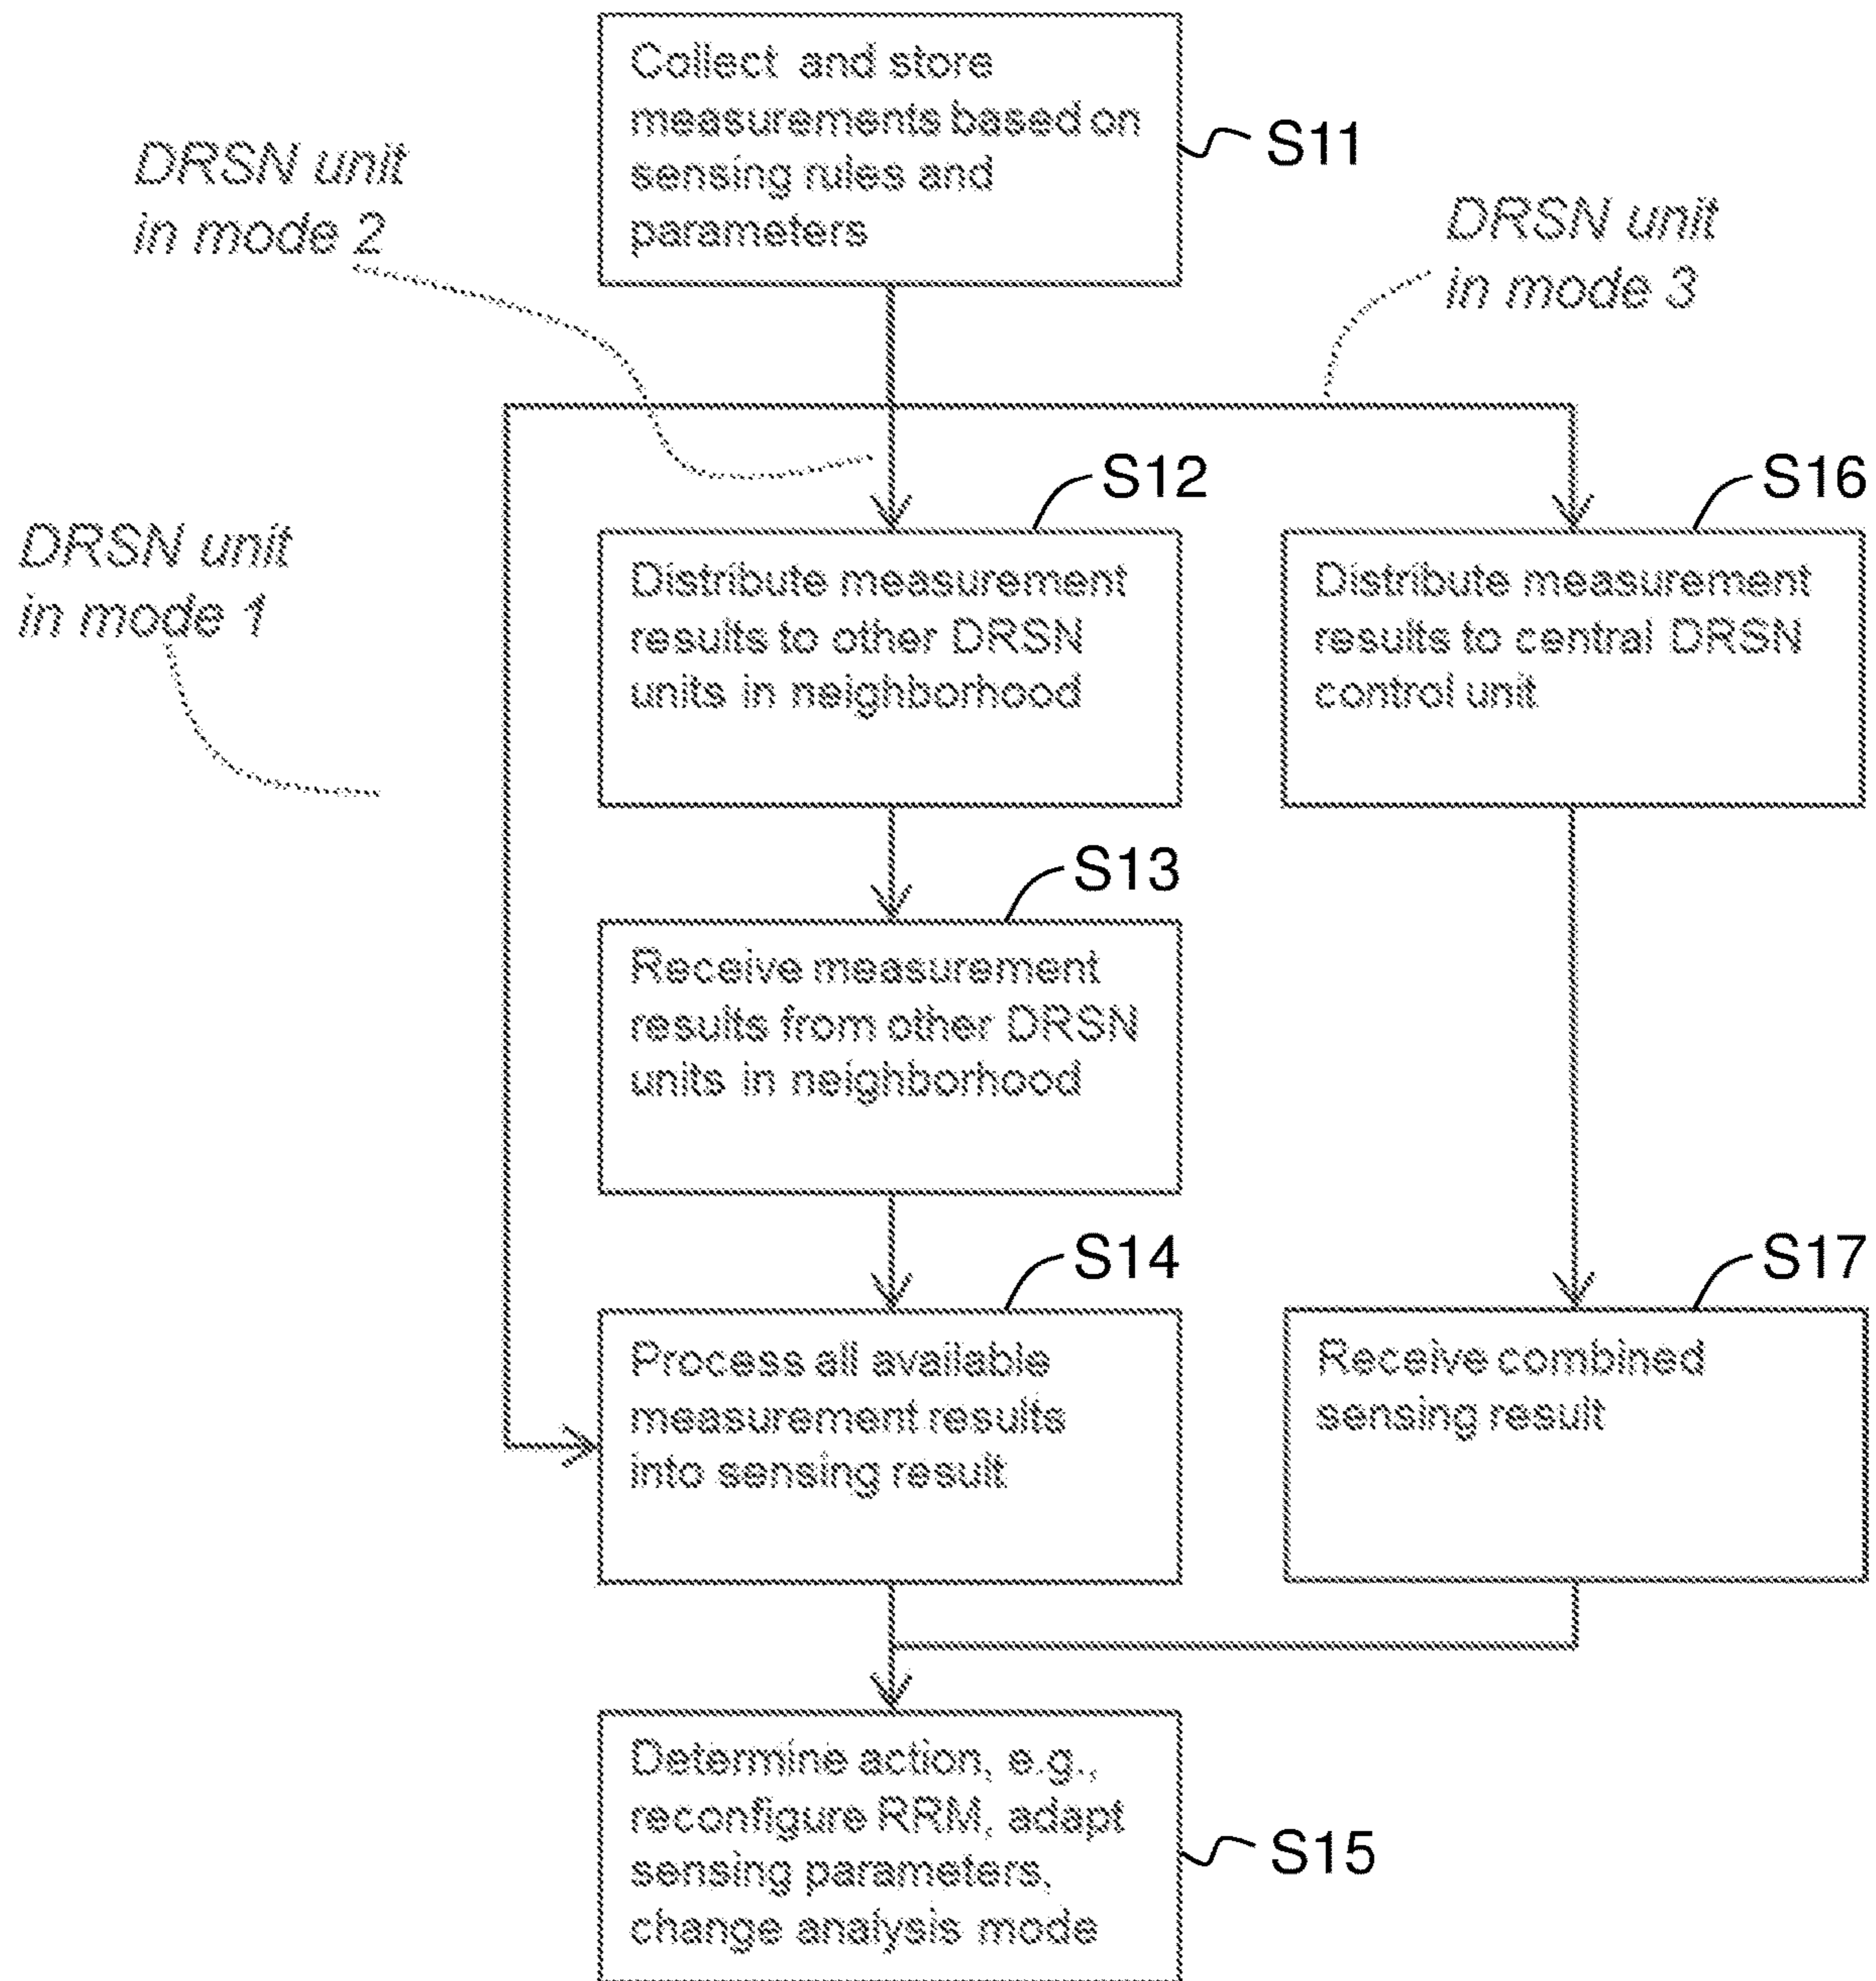 Collect and store
measurements based on
sensing rules and
parameters
S11
DRSN unit
in mode 2
DRSN unit
in mode 3
DRSN unit
in mode 1
S12
Distribute measurement
results to other DRSN
units in neighborhood
S16
Distribute measurement
results to central DRSN
control unit
S13
Receive measurement
results from other DRSN
units in neighborhood
S14
Process all available
measurement results
into sensing result
S17
Receive combined
sensing result
Determine action, e.g.,
reconfigure RRM, adapt
sensing parameters,
change analysis mode
S15